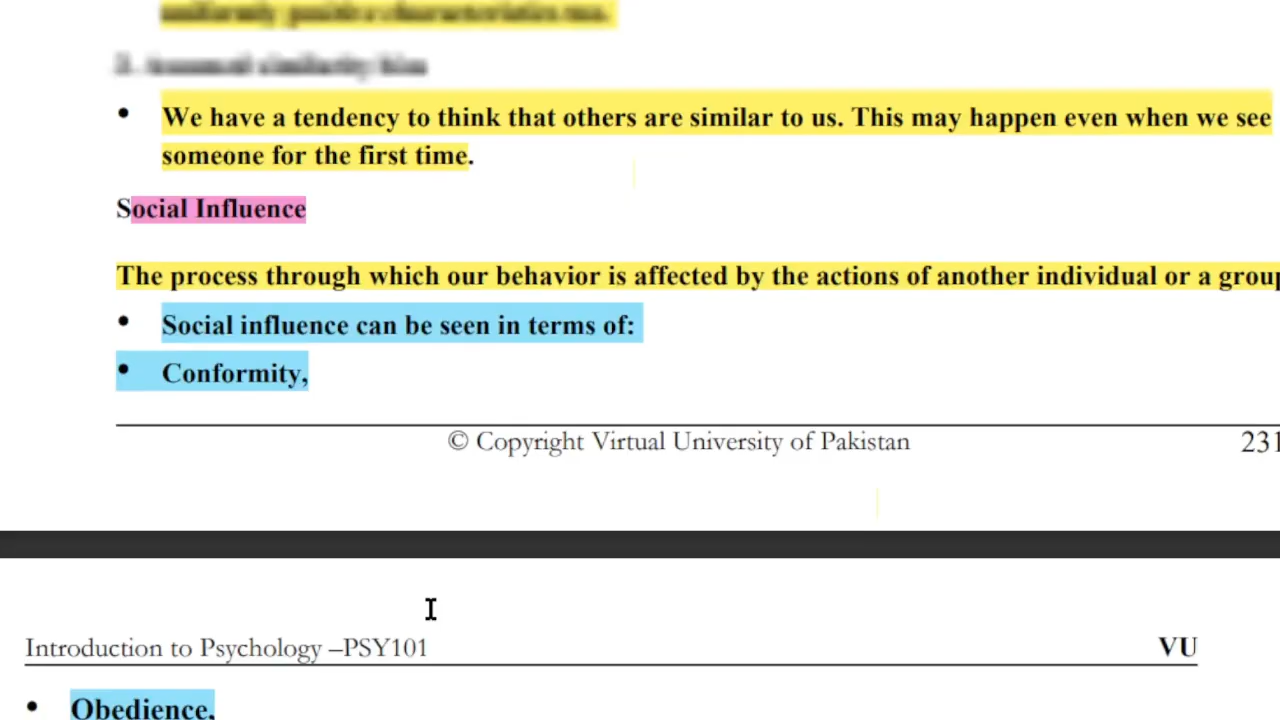 • We have a tendency to think that others are similar to us. This may happen even when we see
someone for the first time.
Social Influence
The process through which our behavior is affected by the actions of another individual or a group
• Social influence can be seen in terms of:
• Conformity,
© Copyright Virtual University of Pakistan 231
Introduction to Psychology –PSY101 VU
• Obedience,